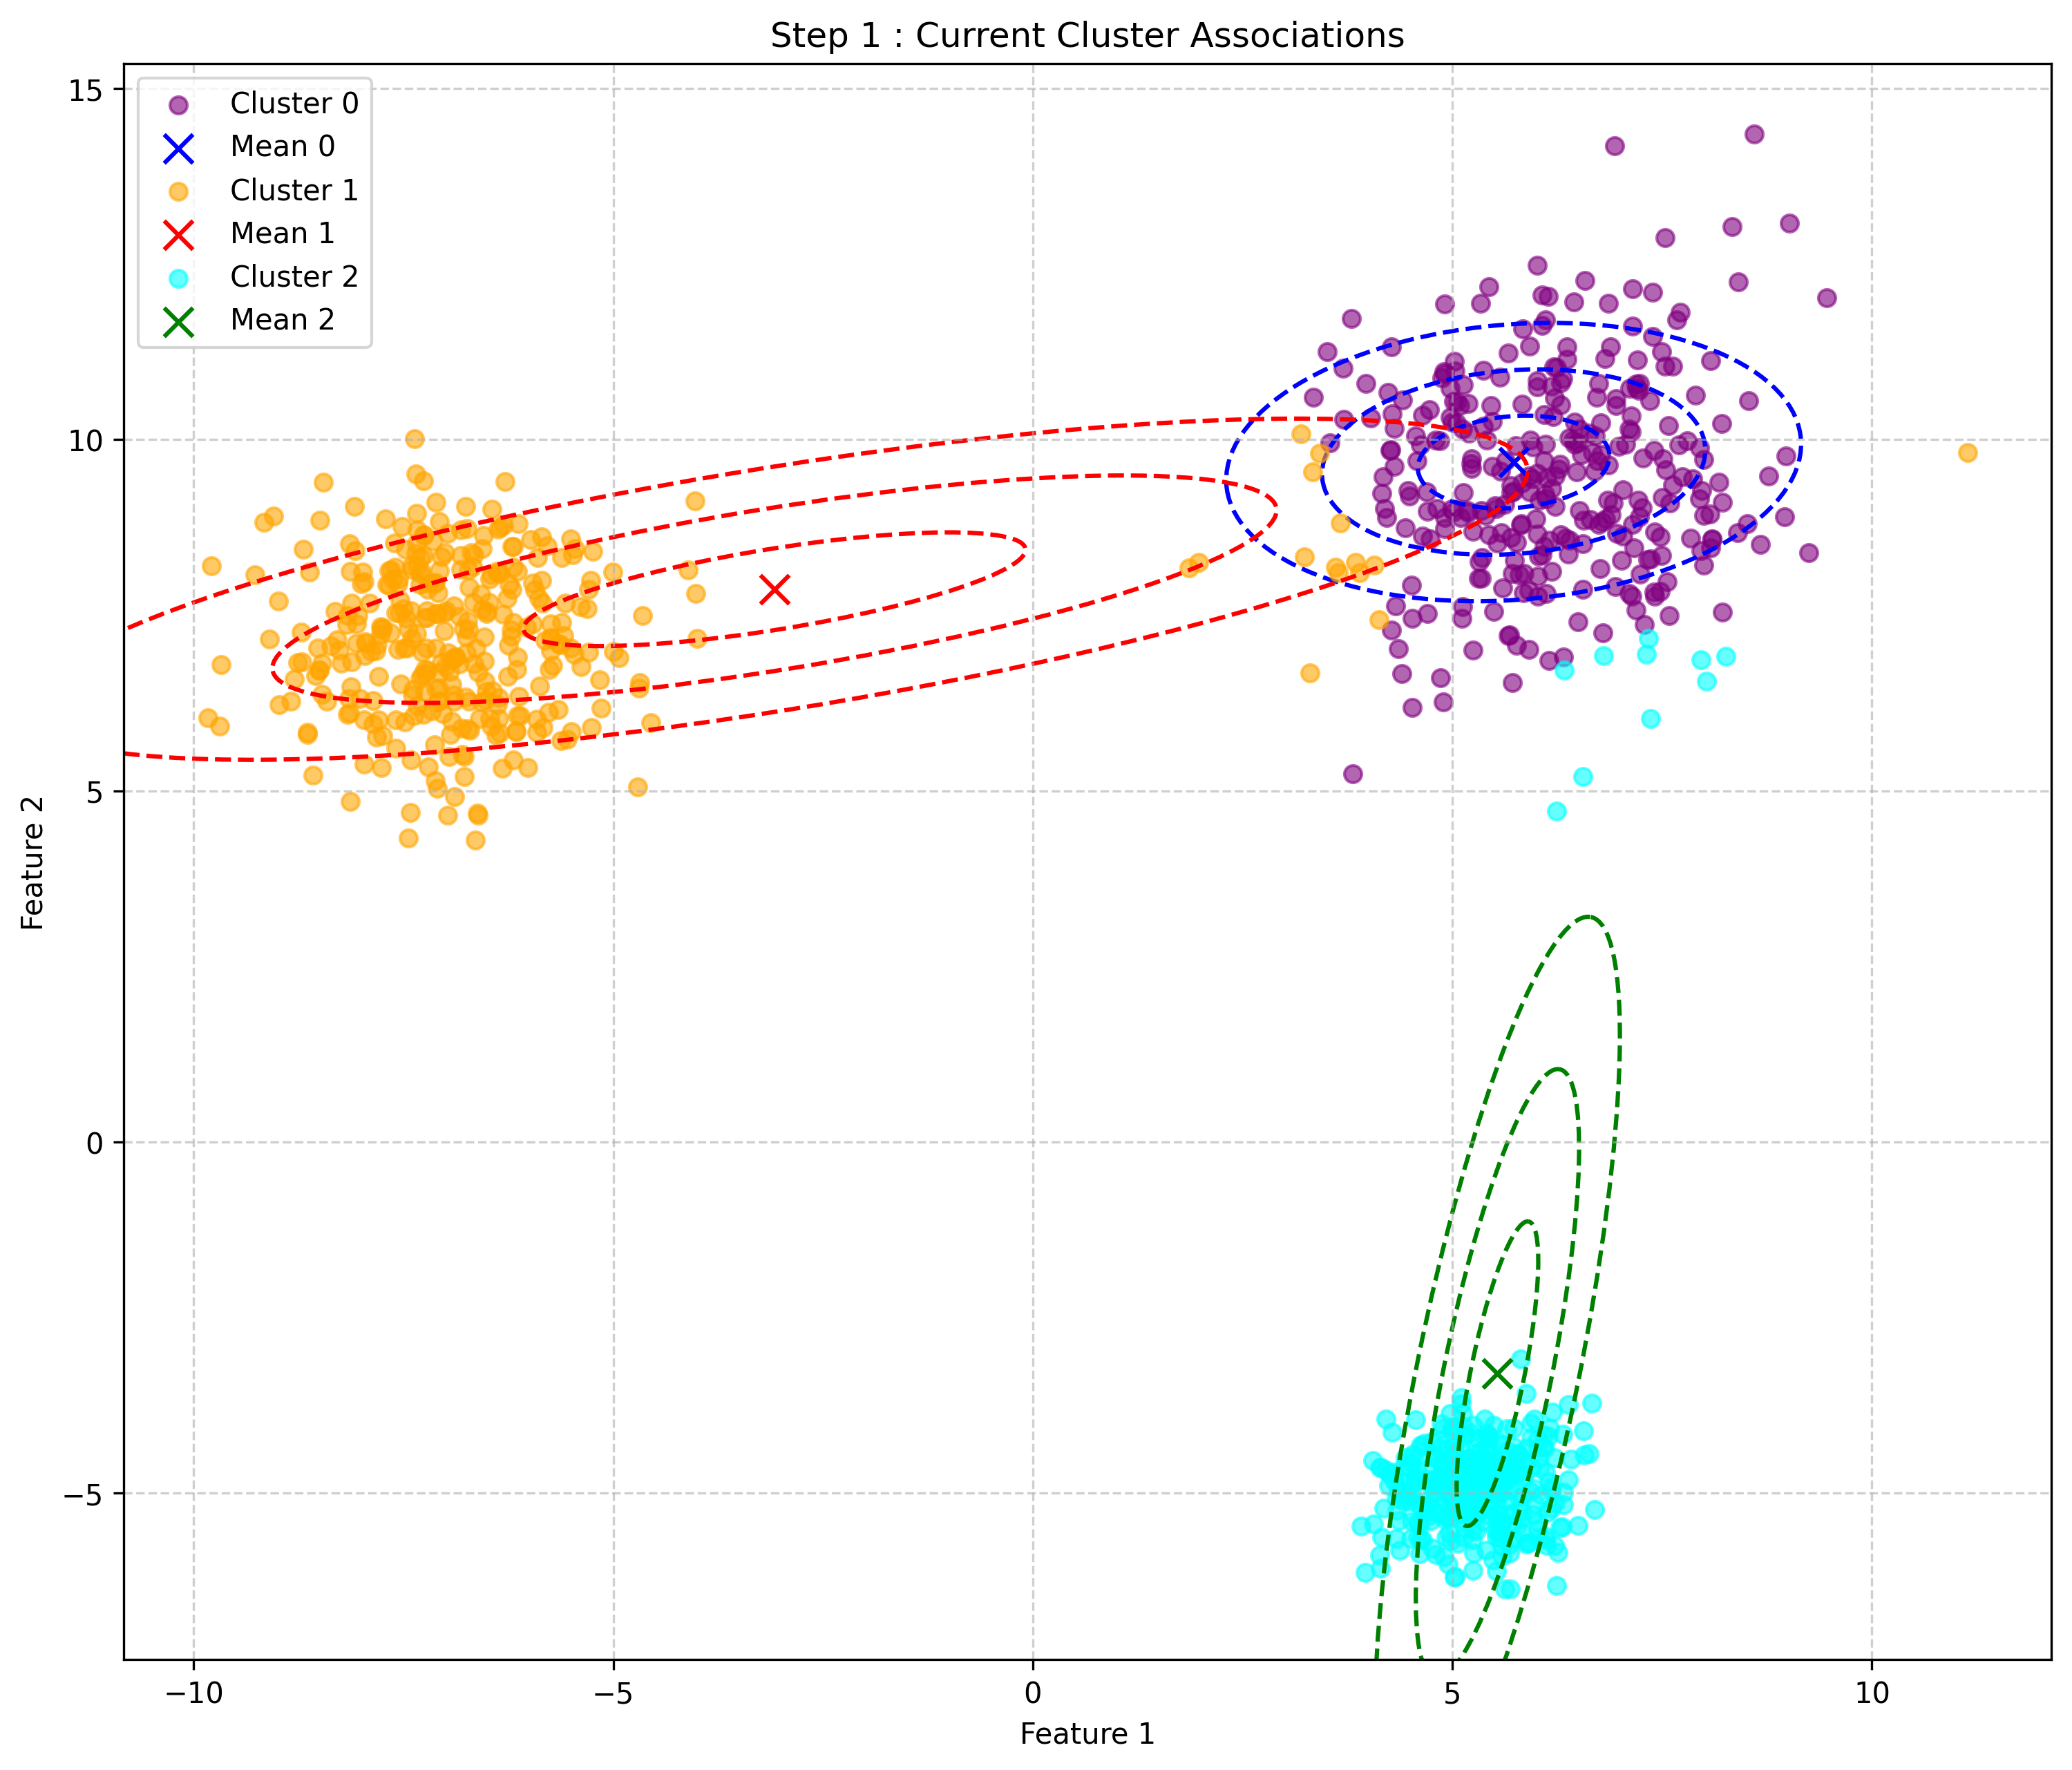 Step 1 : Current Cluster Associations
Cluster 0
Mean 0
Cluster 1
Mean 1
Cluster 2
Mean 2
15
10
5
0
−5
Feature 2
−10
−5
0
5
10
Feature 1